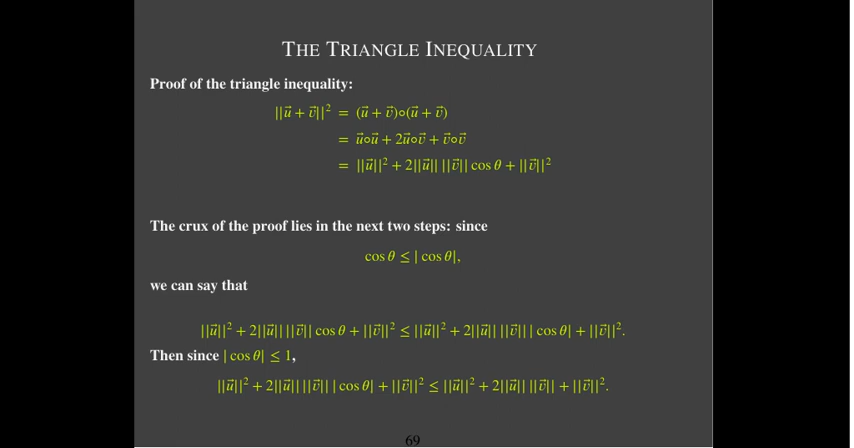 THE TRIANGLE INEQUALITY
Proof of the triangle inequality:
||u⃗ + v⃗||² = (u⃗ + v⃗)∘(u⃗ + v⃗)
= u⃗∘u⃗ + 2u⃗∘v⃗ + v⃗∘v⃗
= ||u⃗||² + 2||u⃗|| ||v⃗|| cos θ + ||v⃗||²
The crux of the proof lies in the next two steps: since
cos θ ≤ | cos θ|,
we can say that
||u⃗||² + 2||u⃗|| ||v⃗|| cos θ + ||v⃗||² ≤ ||u⃗||² + 2||u⃗|| ||v⃗|| | cos θ| + ||v⃗||².
Then since | cos θ| ≤ 1,
||u⃗||² + 2||u⃗|| ||v⃗|| | cos θ| + ||v⃗||² ≤ ||u⃗||² + 2||u⃗|| ||v⃗|| + ||v⃗||².
69